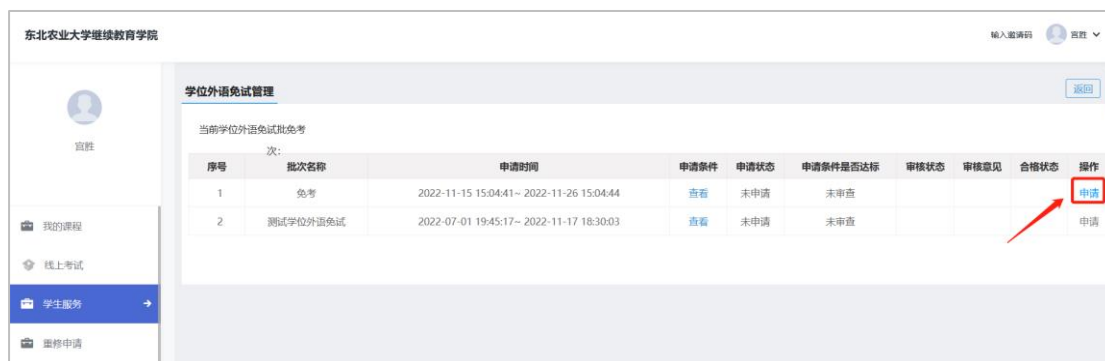 东北农业大学继续教育学院 输入邀请码 宫胜
学位外语免试管理 返回
宫胜
当前学位外语免试批免考
次:
序号 批次名称 申请时间 申请条件 申请状态 申请条件是否达标 审核状态 审核意见 合格状态 操作
1 免考 2022-11-15 15:04:41~ 2022-11-26 15:04:44 查看 未申请 未审查 申请
2 测试学位外语免试 2022-07-01 19:45:17~ 2022-11-17 18:30:03 查看 未申请 未审查 申请
我的课程
线上考试
学生服务
重修申请